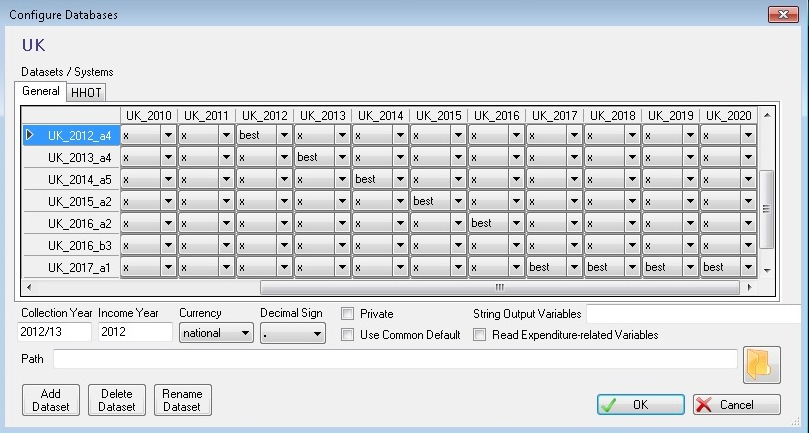 Configure Databases
UK
Datasets / Systems
General HHOT
UK_2010 UK_2011 UK_2012 UK_2013 UK_2014 UK_2015 UK_2016 UK_2017 UK_2018 UK_2019 UK_2020
UK_2012_a4 x x best x x x x x x x x
UK_2013_a4 x x x best x x x x x x x
UK_2014_a5 x x x x best x x x x x x
UK_2015_a2 x x x x x best x x x x x
UK_2016_a2 x x x x x x best x x x x
UK_2016_b3 x x x x x x x x x x x
UK_2017_a1 x x x x x x x best best best best
Collection Year Income Year Currency Decimal Sign Private String Output Variables
2012/13 2012 national . Use Common Default Read Expenditure-related Variables
Path
Add Dataset Delete Dataset Rename Dataset OK Cancel